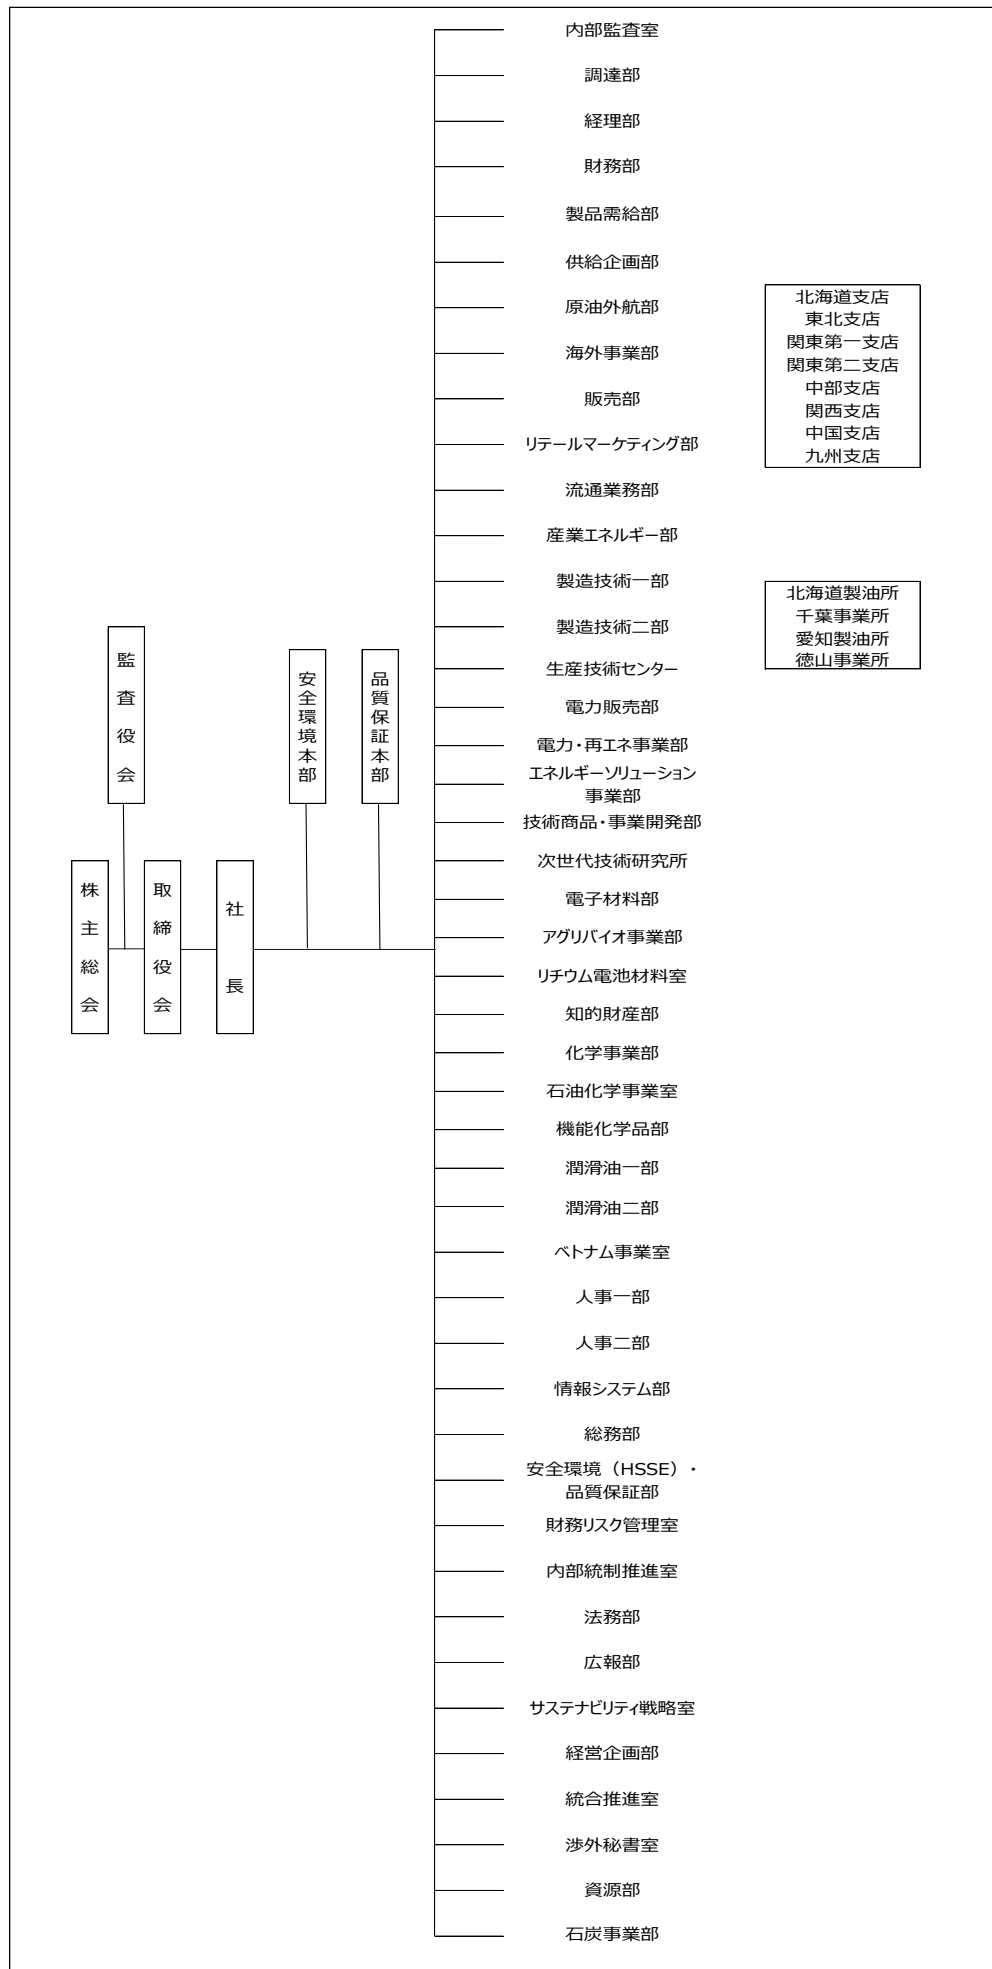 内部監査室
調達部
経理部
財務部
製品需給部
供給企画部
原油外航部
海外事業部
販売部
リテールマーケティング部
流通業務部
産業エネルギー部
製造技術一部
製造技術二部
生産技術センター
電力販売部
電力・再エネ事業部
エネルギーソリューション
事業部
技術商品・事業開発部
次世代技術研究所
電子材料部
アグリバイオ事業部
リチウム電池材料室
知的財産部
化学事業部
石油化学事業室
機能化学品部
潤滑油一部
潤滑油二部
ベトナム事業室
人事一部
人事二部
情報システム部
総務部
安全環境（HSSE）・
品質保証部
財務リスク管理室
内部統制推進室
法務部
広報部
サステナビリティ戦略室
経営企画部
統合推進室
渉外秘書室
資源部
石炭事業部
北海道支店
東北支店
関東第一支店
関東第二支店
中部支店
関西支店
中国支店
九州支店
北海道製油所
千葉事業所
愛知製油所
徳山事業所
監査役会
安全環境本部
品質保証本部
株主総会
取締役会
社長